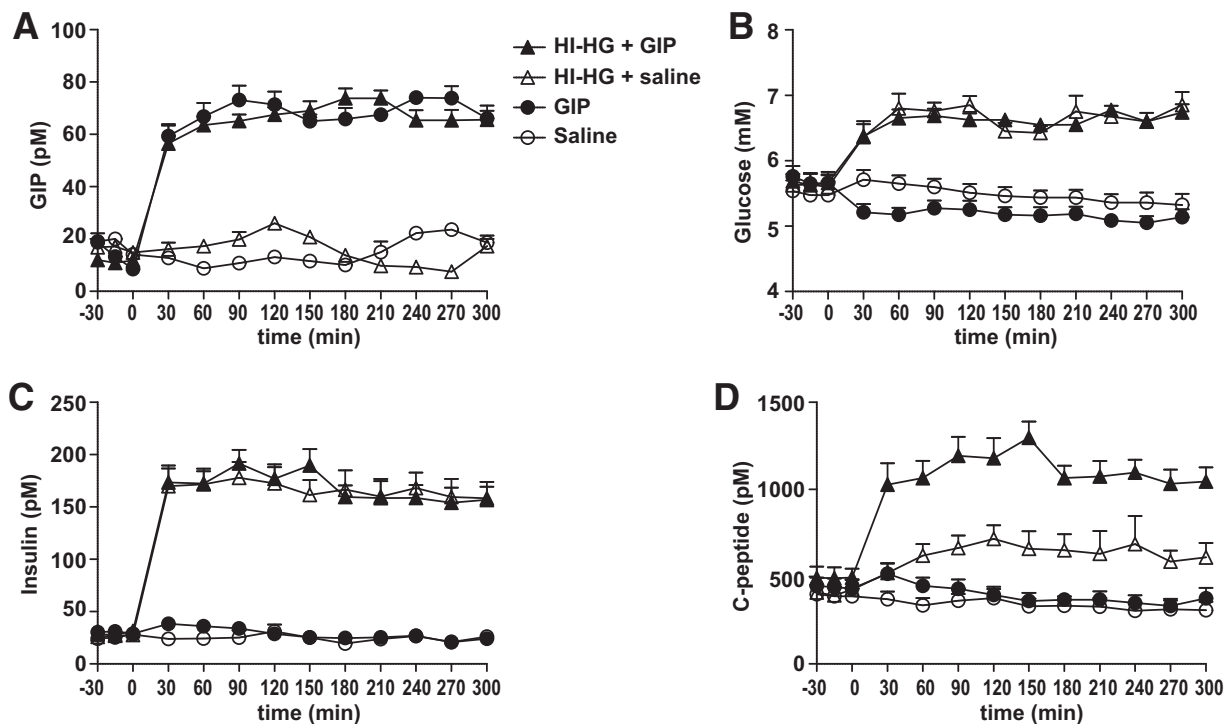 A
GIP (pM)
100
80
60
40
20
0
-30 0 30 60 90 120 150 180 210 240 270 300
time (min)
HI-HG + GIP
HI-HG + saline
GIP
Saline
B
Glucose (mM)
8
7
6
5
4
-30 0 30 60 90 120 150 180 210 240 270 300
time (min)
C
Insulin (pM)
250
200
150
100
50
0
-30 0 30 60 90 120 150 180 210 240 270 300
time (min)
D
C-peptide (pM)
1500
1000
500
0
-30 0 30 60 90 120 150 180 210 240 270 300
time (min)